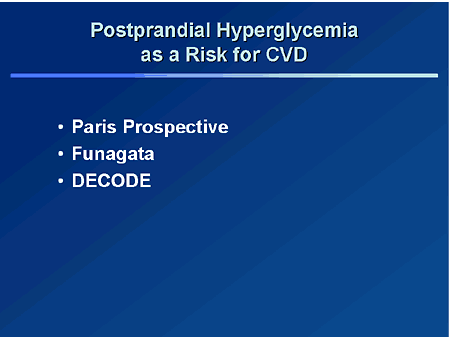 Postprandial Hyperglycemia
as a Risk for CVD
• Paris Prospective
• Funagata
• DECODE